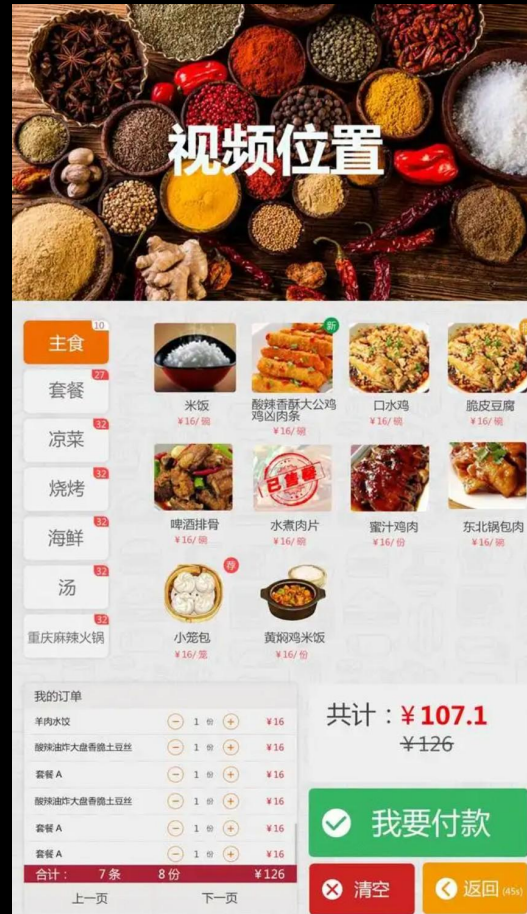 视频位置
主食
10
套餐
27
凉菜
32
烧烤
32
海鲜
32
汤
32
重庆麻辣火锅
32
米饭
¥16/碗
新
酸辣香酥大公鸡
鸡凶肉条
¥16/碗
口水鸡
¥16/碗
脆皮豆腐
¥16/碗
啤酒排骨
¥16/碗
已售罄
水煮肉片
¥16/碗
蜜汁鸡肉
¥16/份
东北锅包肉
¥16/碗
小笼包
¥16/笼
荐
黄焖鸡米饭
¥16/份
我的订单
羊肉水饺 1 份 ¥16
酸辣油炸大盘香脆土豆丝 1 份 ¥16
套餐 A 1 份 ¥16
酸辣油炸大盘香脆土豆丝 1 份 ¥16
套餐 A 1 份 ¥16
套餐 A 1 份 ¥16
合计： 7 条 8 份 ¥126
上一页 下一页
共计：¥107.1
¥126
我要付款
清空
返回 (45s)